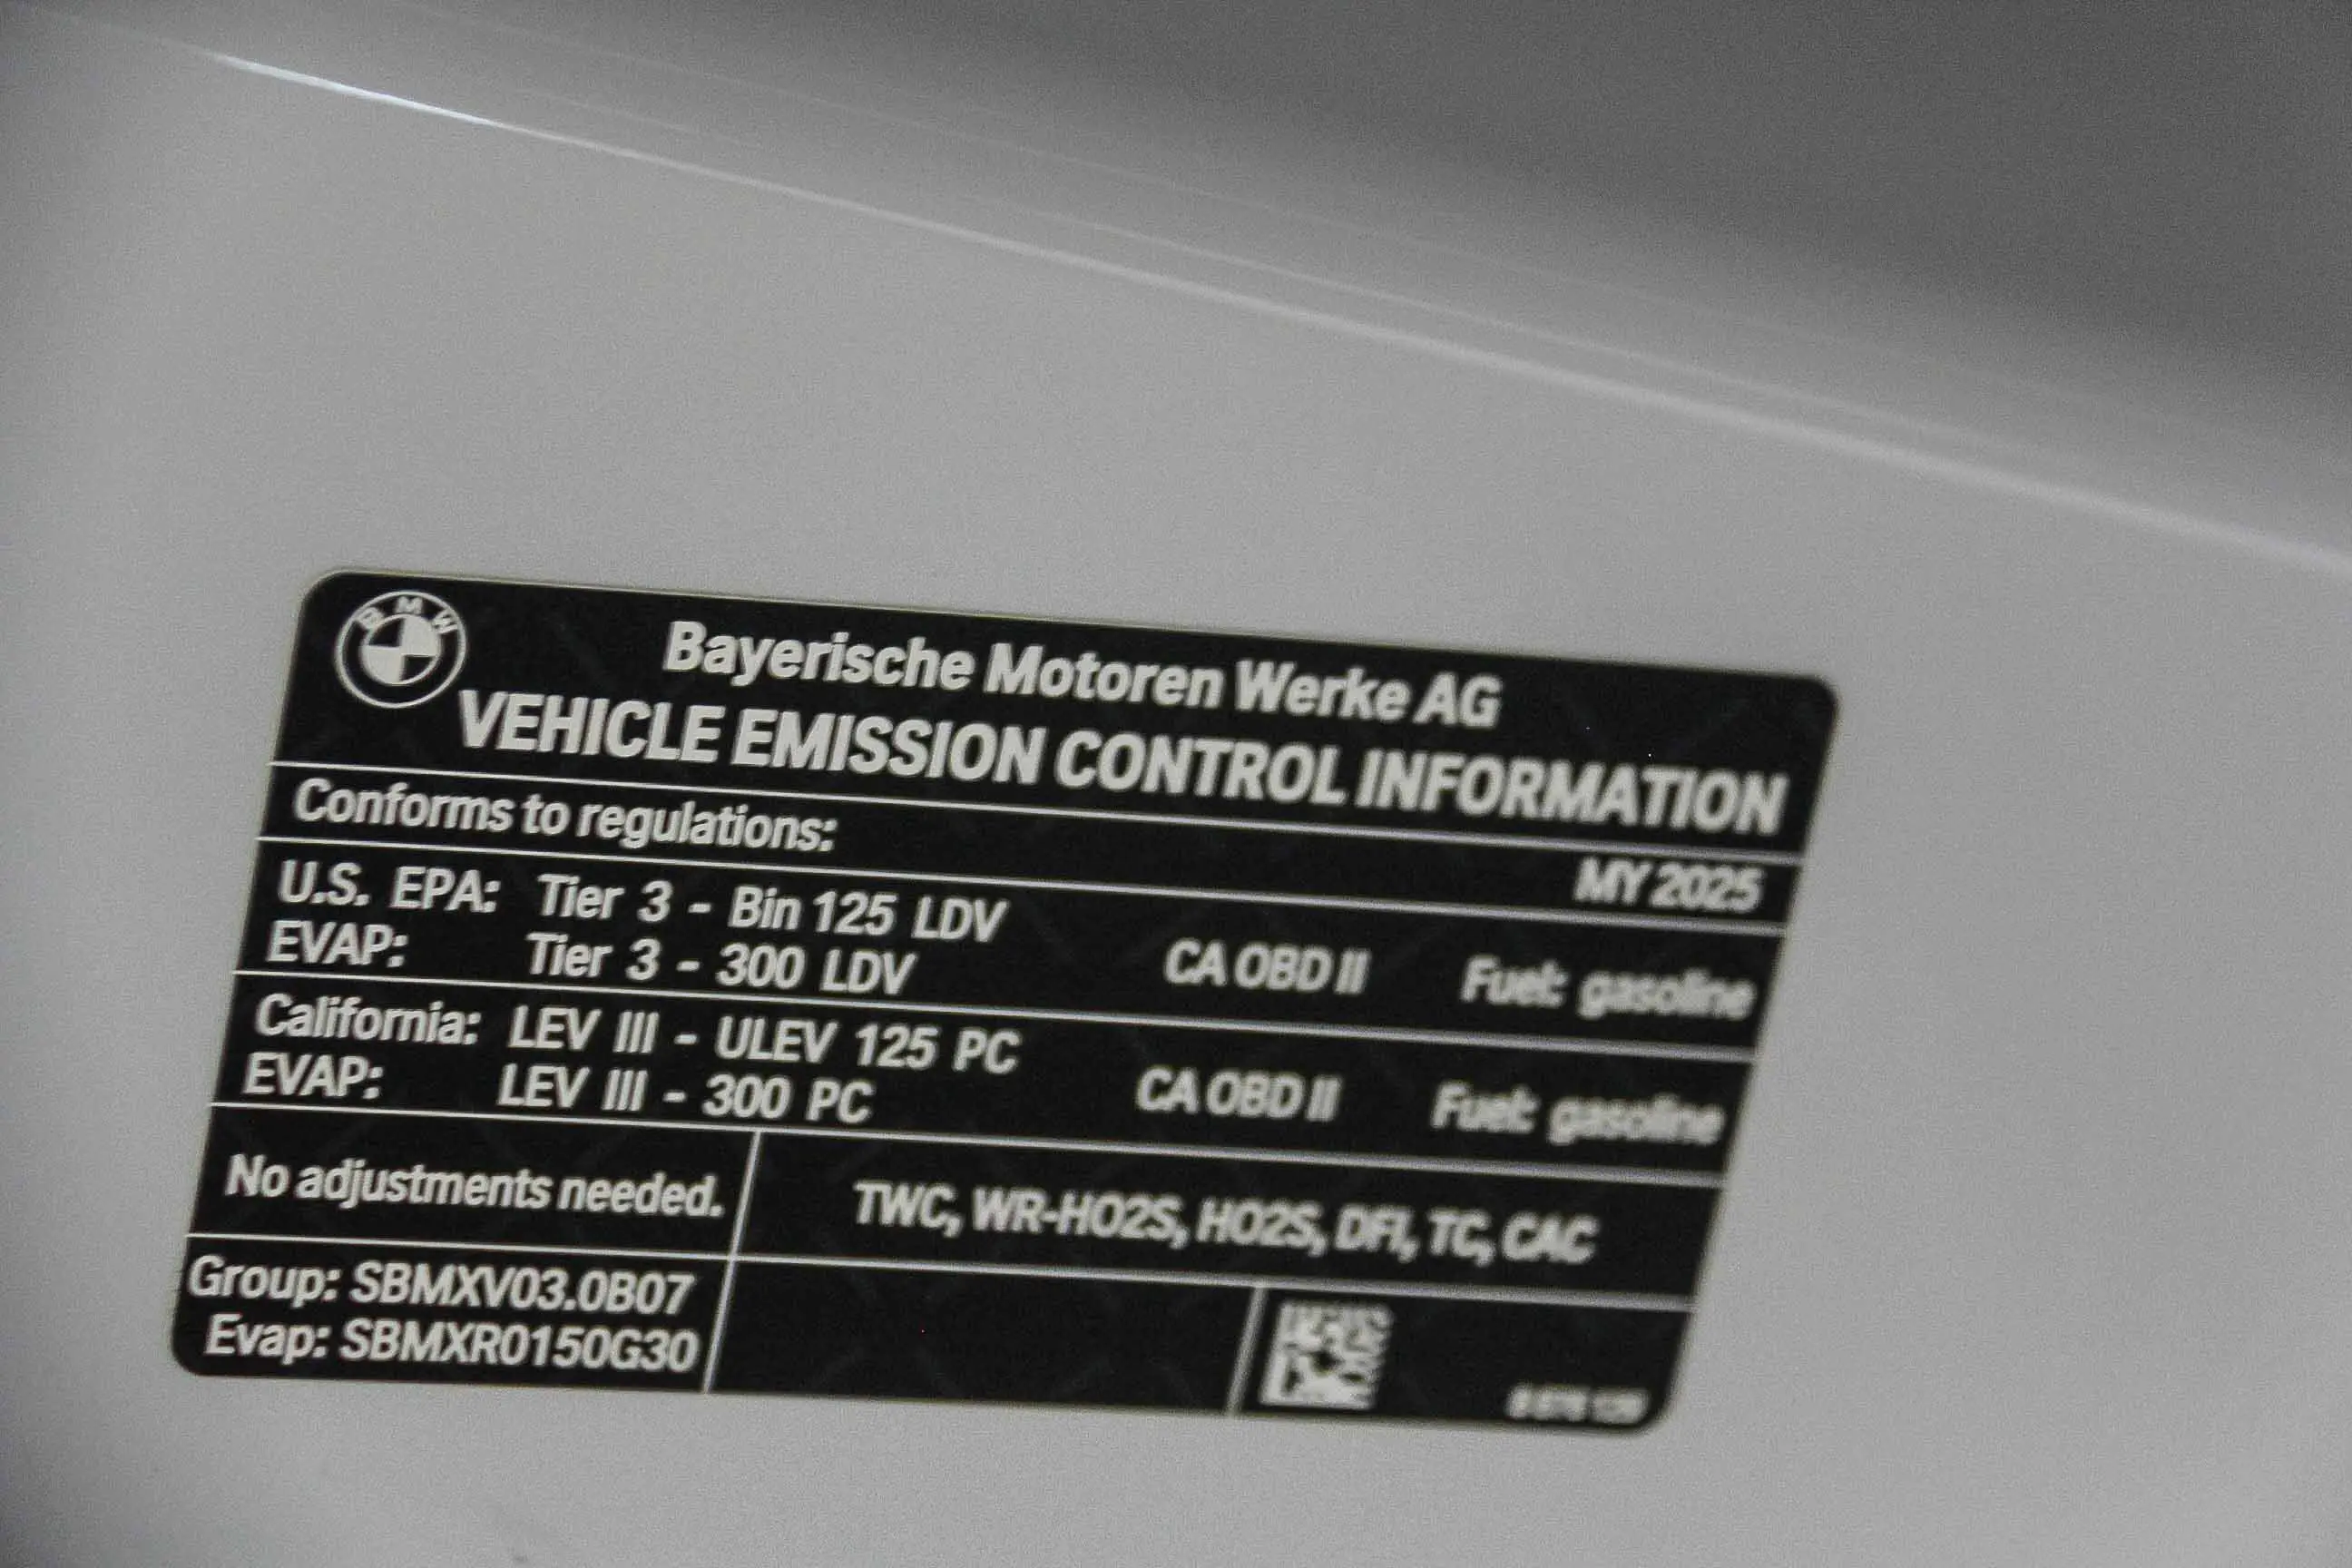 BMW
Bayerische Motoren Werke AG
VEHICLE EMISSION CONTROL INFORMATION
Conforms to regulations:
MY 2025
U.S. EPA: Tier 3 - Bin 125 LDV
EVAP: Tier 3 - 300 LDV
CA OBD II Fuel: gasoline
California: LEV III - ULEV 125 PC
EVAP: LEV III - 300 PC
CA OBD II Fuel: gasoline
No adjustments needed.
TWC, WR-HO2S, HO2S, DFI, TC, CAC
Group: SBMXV03.0B07
Evap: SBMXR0150G30